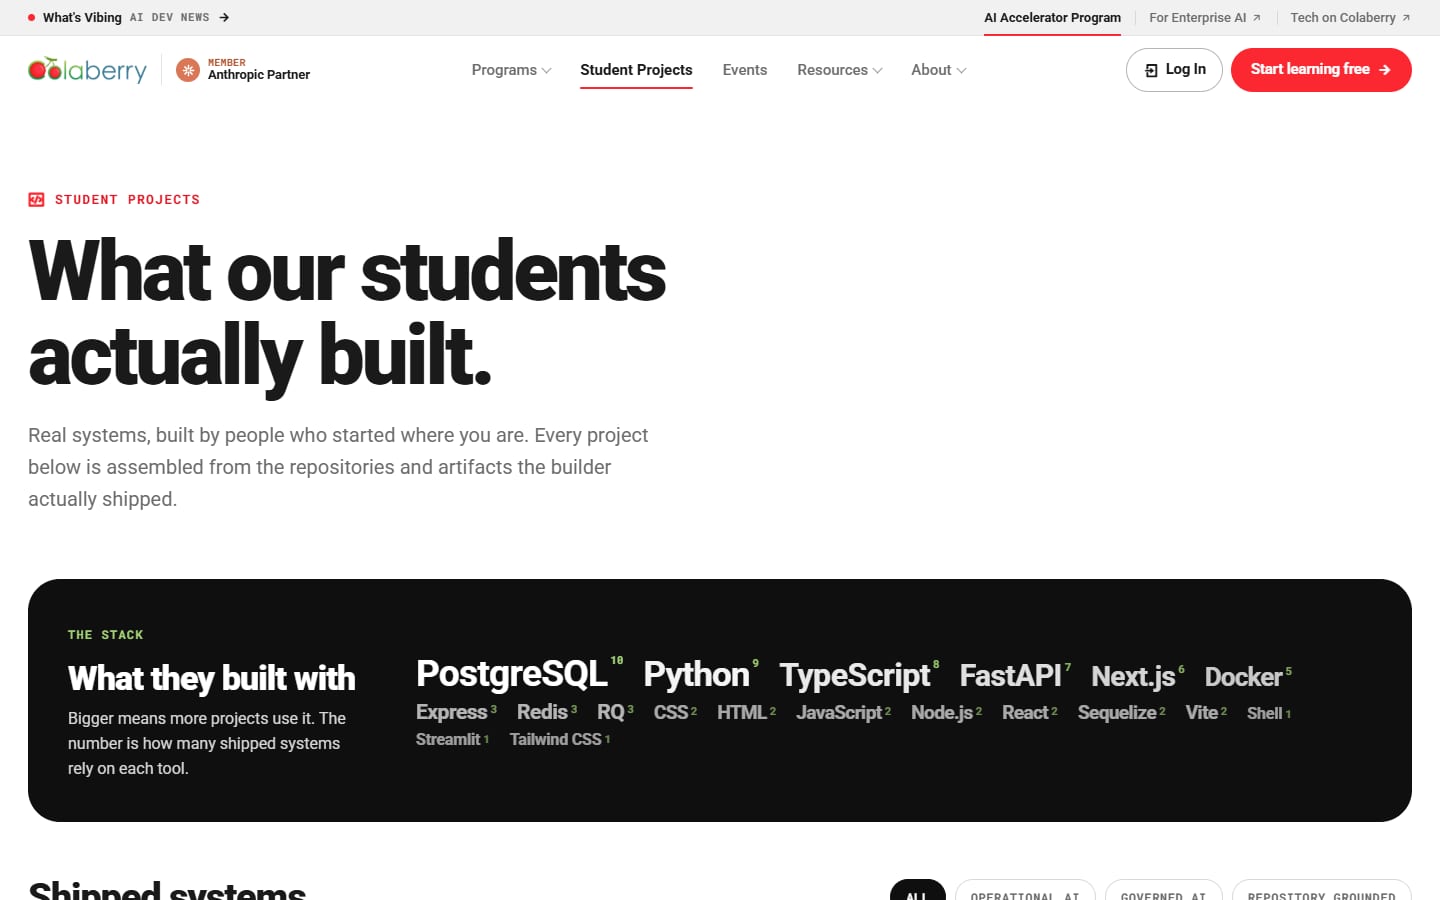 What's Vibing AI DEV NEWS →
AI Accelerator Program
For Enterprise AI ↗
Tech on Colaberry ↗
Colaberry
MEMBER
Anthropic Partner
Programs
Student Projects
Events
Resources
About
Log In
Start learning free →
STUDENT PROJECTS
What our students
actually built.
Real systems, built by people who started where you are. Every project
below is assembled from the repositories and artifacts the builder
actually shipped.
THE STACK
What they built with
Bigger means more projects use it. The
number is how many shipped systems
rely on each tool.
PostgreSQL 10 Python 9 TypeScript 8 FastAPI 7 Next.js 6 Docker 5
Express 3 Redis 3 RQ 3 CSS 2 HTML 2 JavaScript 2 Node.js 2 React 2 Sequelize 2 Vite 2 Shell 1
Streamlit 1 Tailwind CSS 1
Shipped systems
ALL
OPERATIONAL AI
GOVERNED AI
REPOSITORY GROUNDED